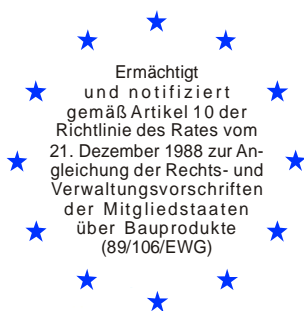 Ermächtigt
und notifiziert
gemäß Artikel 10 der
Richtlinie des Rates vom
21. Dezember 1988 zur An-
gleichung der Rechts- und
Verwaltungsvorschriften
der Mitgliedstaaten
über Bauprodukte
(89/106/EWG)